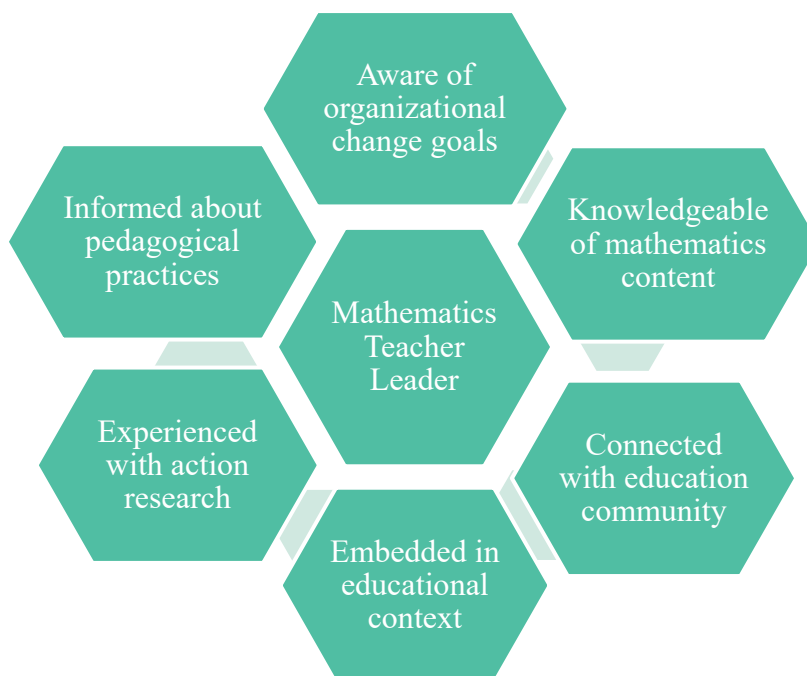 Aware of
organizational
change goals
Informed about
pedagogical
practices
Knowledgeable
of mathematics
content
Mathematics
Teacher
Leader
Experienced
with action
research
Connected
with education
community
Embedded in
educational
context